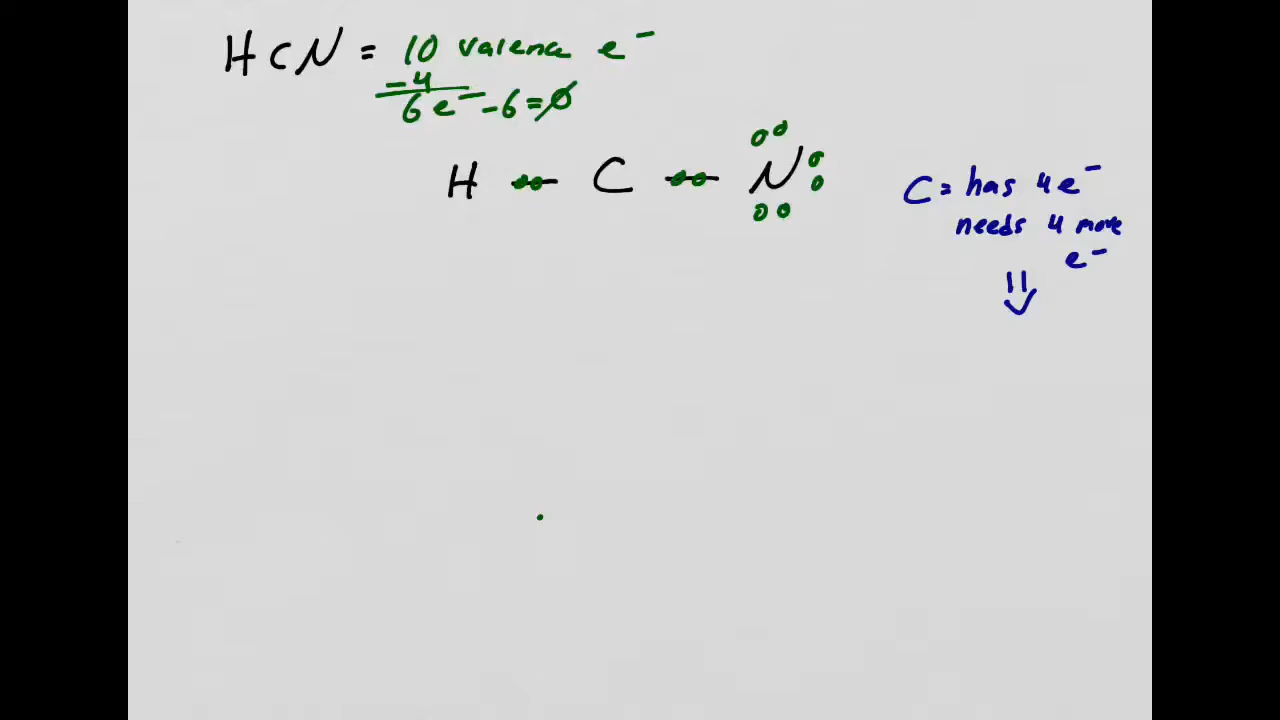 HCN = 10 valence e⁻
-4
6e⁻ -6=0
H – C – N
C = has 4e⁻
needs 4 more
e⁻